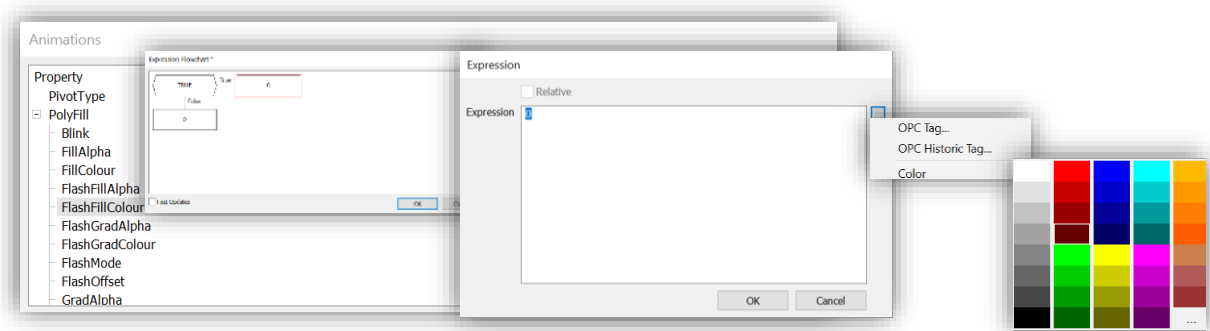 Animations
Property
PivotType
PolyFill
Blink
FillAlpha
FillColour
FlashFillAlpha
FlashFillColour
FlashGradAlpha
FlashGradColour
FlashMode
FlashOffset
GradAlpha
Expression Flowchart *
TRUE
True
0
False
0
Fast Updates
OK
Expression
Relative
Expression
0
OK
Cancel
OPC Tag...
OPC Historic Tag...
Color
...